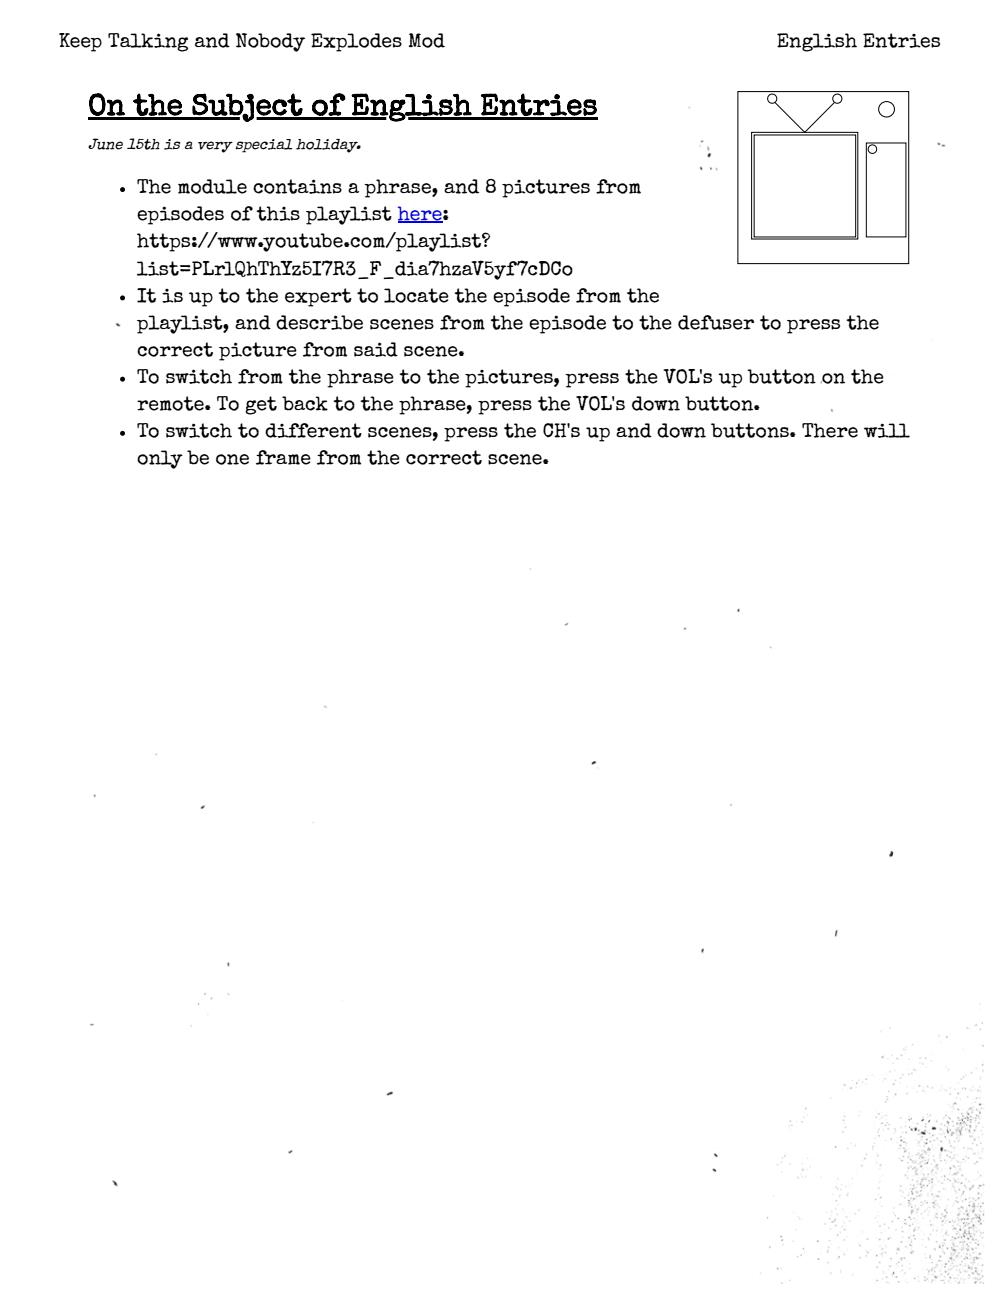 Keep Talking and Nobody Explodes Mod
English Entries
On the Subject of English Entries
June 15th is a very special holiday.
• The module contains a phrase, and 8 pictures from
episodes of this playlist here:
https://www.youtube.com/playlist?
list=PLrlQhThYz5I7R3_F_dia7hzaV5yf7cDCo
• It is up to the expert to locate the episode from the
playlist, and describe scenes from the episode to the defuser to press the
correct picture from said scene.
• To switch from the phrase to the pictures, press the VOL's up button on the
remote. To get back to the phrase, press the VOL's down button.
• To switch to different scenes, press the CH's up and down buttons. There will
only be one frame from the correct scene.